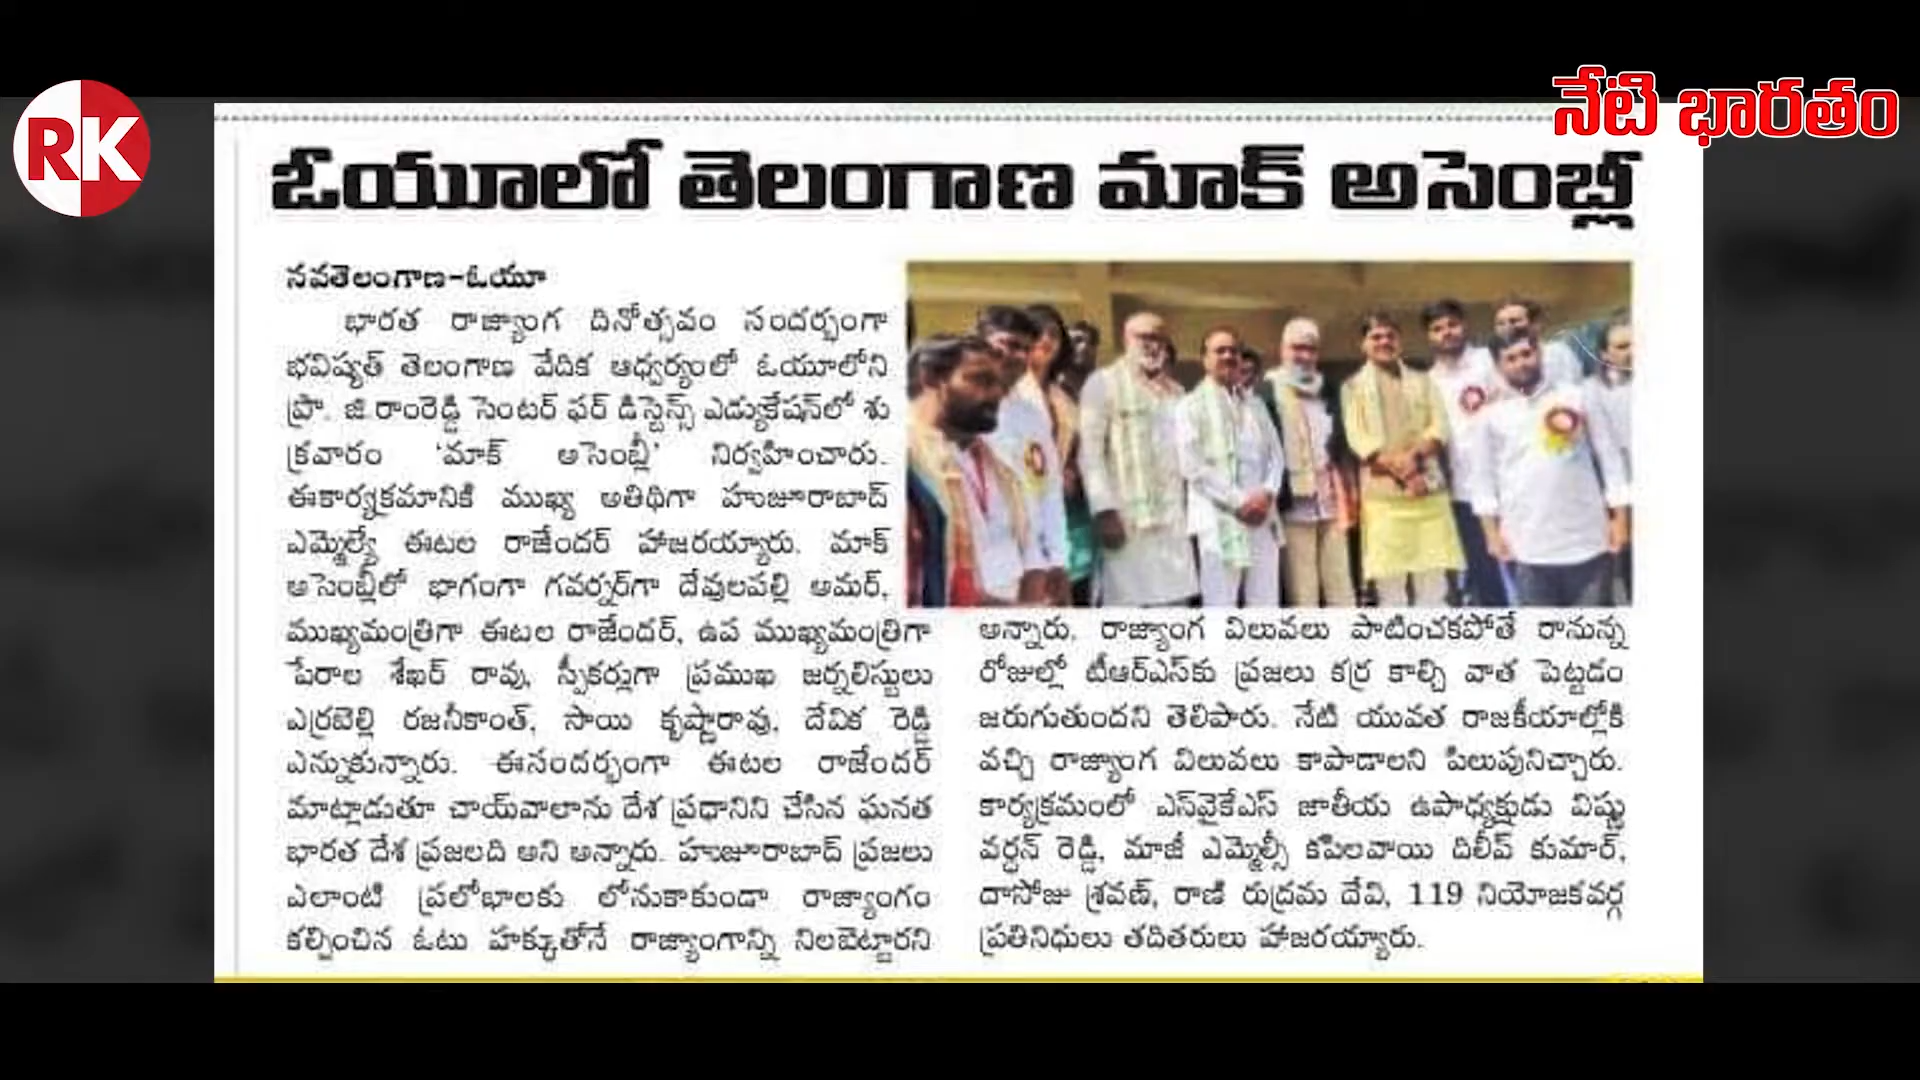 RK
నేటి భారతం
ఓయూలో తెలంగాణ మాక్ అసెంబ్లీ
నవతెలంగాణ-ఓయూ
భారత రాజ్యాంగ దినోత్సవం సందర్భంగా
భవిష్యత్ తెలంగాణ వేదిక ఆధ్వర్యంలో ఓయూలోని
ప్రొ. జి రాంరెడ్డి సెంటర్ ఫర్ డిస్టెన్స్ ఎడ్యుకేషన్‌లో శు
క్రవారం 'మాక్ అసెంబ్లీ' నిర్వహించారు.
ఈకార్యక్రమానికి ముఖ్య అతిథిగా హుజూరాబాద్
ఎమ్మెల్యే ఈటల రాజేందర్ హాజరయ్యారు. మాక్
అసెంబ్లీలో భాగంగా గవర్నర్‌గా దేవులపల్లి అమర్,
ముఖ్యమంత్రిగా ఈటల రాజేందర్, ఉప ముఖ్యమంత్రిగా
పేరాల శేఖర్ రావు, స్పీకర్లుగా ప్రముఖ జర్నలిస్టులు
ఎర్రబెల్లి రజనీకాంత్, సాయి కృష్ణారావు, దేవిక రెడ్డి
ఎన్నుకున్నారు. ఈసందర్భంగా ఈటల రాజేందర్
మాట్లాడుతూ చాయ్‌వాలాను దేశ ప్రధానిని చేసిన ఘనత
భారత దేశ ప్రజలది అని అన్నారు. హుజూరాబాద్ ప్రజలు
ఎలాంటి ప్రలోభాలకు లోనుకాకుండా రాజ్యాంగం
కల్పించిన ఓటు హక్కుతోనే రాజ్యాంగాన్ని నిలబెట్టారని
అన్నారు. రాజ్యాంగ విలువలు పాటించకపోతే రానున్న
రోజుల్లో టీఆర్ఎస్‌కు ప్రజలు కర్ర కాల్చి వాత పెట్టడం
జరుగుతుందని తెలిపారు. నేటి యువత రాజకీయాల్లోకి
వచ్చి రాజ్యాంగ విలువలు కాపాడాలని పిలుపునిచ్చారు.
కార్యక్రమంలో ఎస్‌వైకేఎస్ జాతీయ ఉపాధ్యక్షుడు విష్ణు
వర్ధన్ రెడ్డి, మాజీ ఎమ్మెల్సీ కపిలవాయి దిలీప్ కుమార్,
దాసోజు శ్రవణ్, రాణి రుద్రమ దేవి, 119 నియోజకవర్గ
ప్రతినిధులు తదితరులు హాజరయ్యారు.